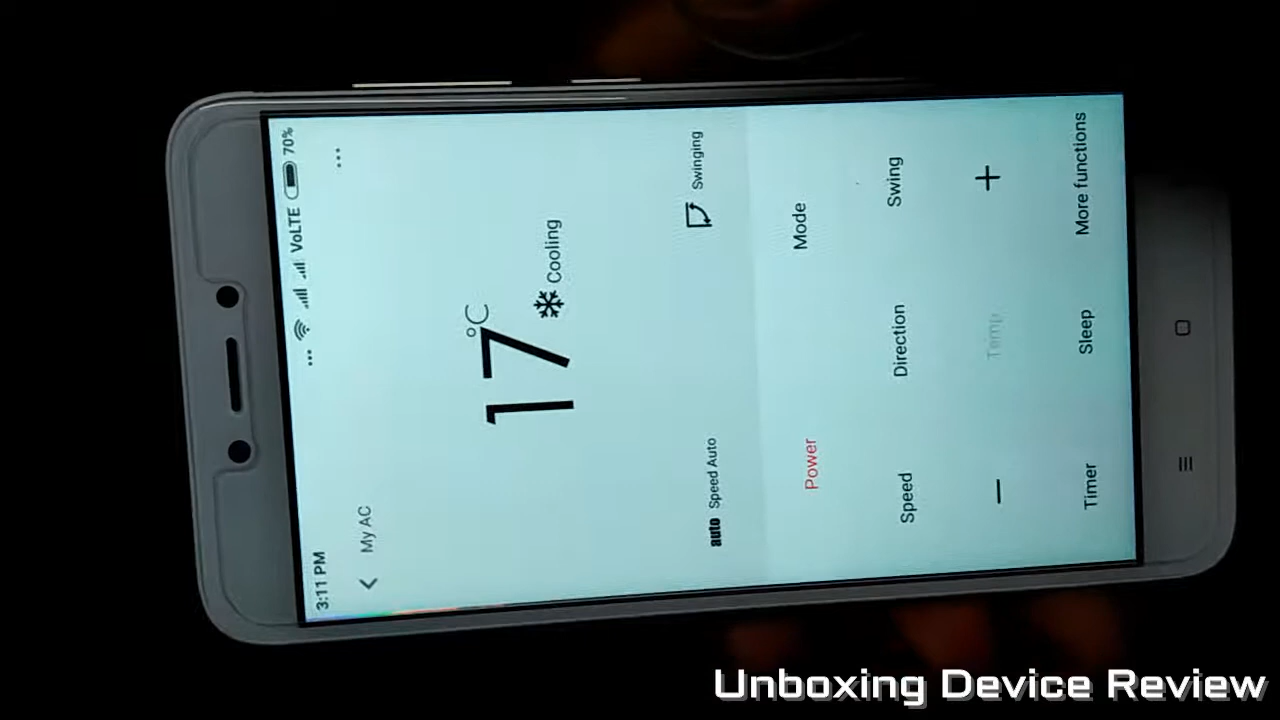 3:11 PM ... VoLTE 70%
My AC
17°C
Cooling
auto Speed Auto
Swinging
Power
Mode
Speed
Direction
Swing
— Temp +
Timer
Sleep
More functions
Unboxing Device Review